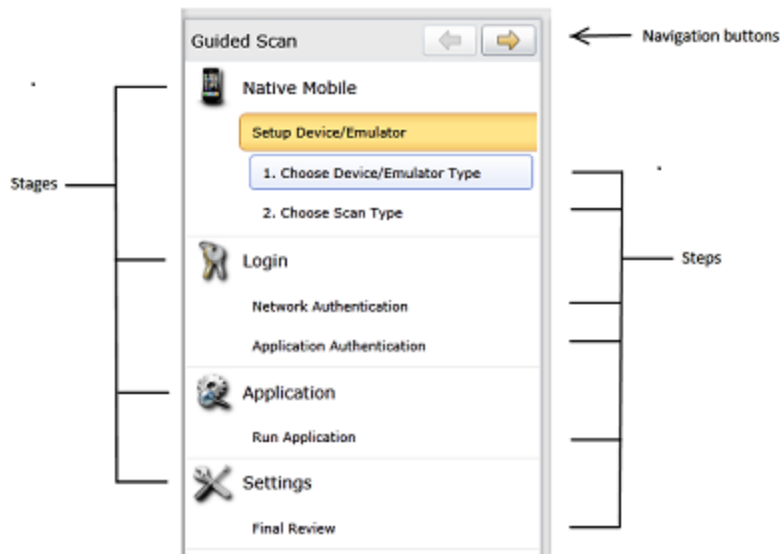 Guided Scan
Navigation buttons
Native Mobile
Setup Device/Emulator
Stages
1. Choose Device/Emulator Type
2. Choose Scan Type
Steps
Login
Network Authentication
Application Authentication
Application
Run Application
Settings
Final Review